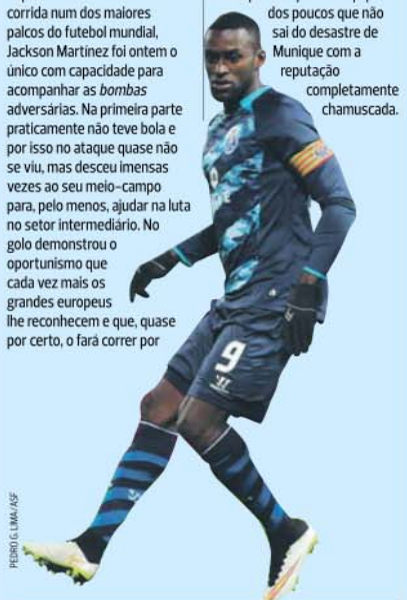 corrida num dos maiores
palcos do futebol mundial,
Jackson Martínez foi ontem o
único com capacidade para
acompanhar as bombas
adversárias. Na primeira parte
praticamente não teve bola e
por isso no ataque quase não
se viu, mas desceu imensas
vezes ao seu meio-campo
para, pelo menos, ajudar na luta
no setor intermediário. No
golo demonstrou o
oportunismo que
cada vez mais os
grandes europeus
lhe reconhecem e que, quase
por certo, o fará correr por
dos poucos que não
sai do desastre de
Munique com a
reputação
completamente
chamuscada.
9
PEDRO G. LIMA/ASF